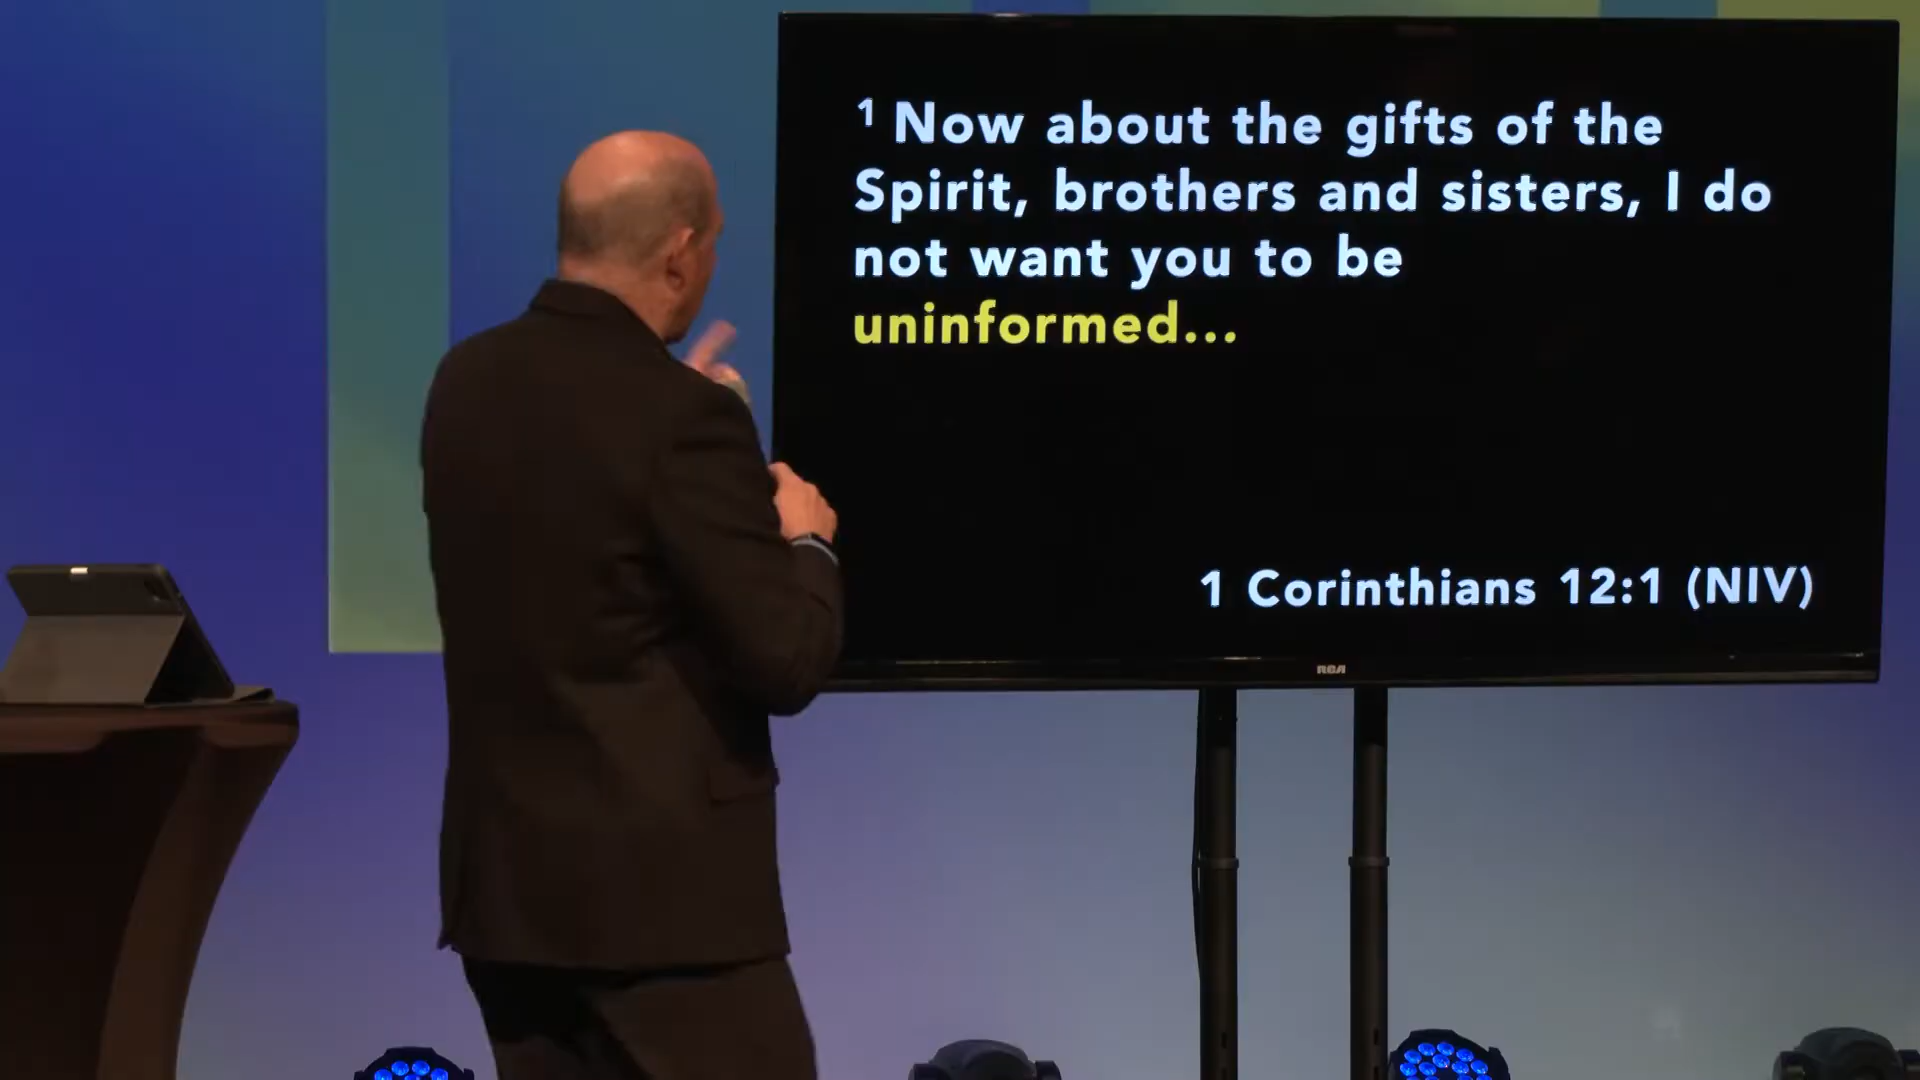 1 Now about the gifts of the
Spirit, brothers and sisters, I do
not want you to be
uninformed...
1 Corinthians 12:1 (NIV)
RCA